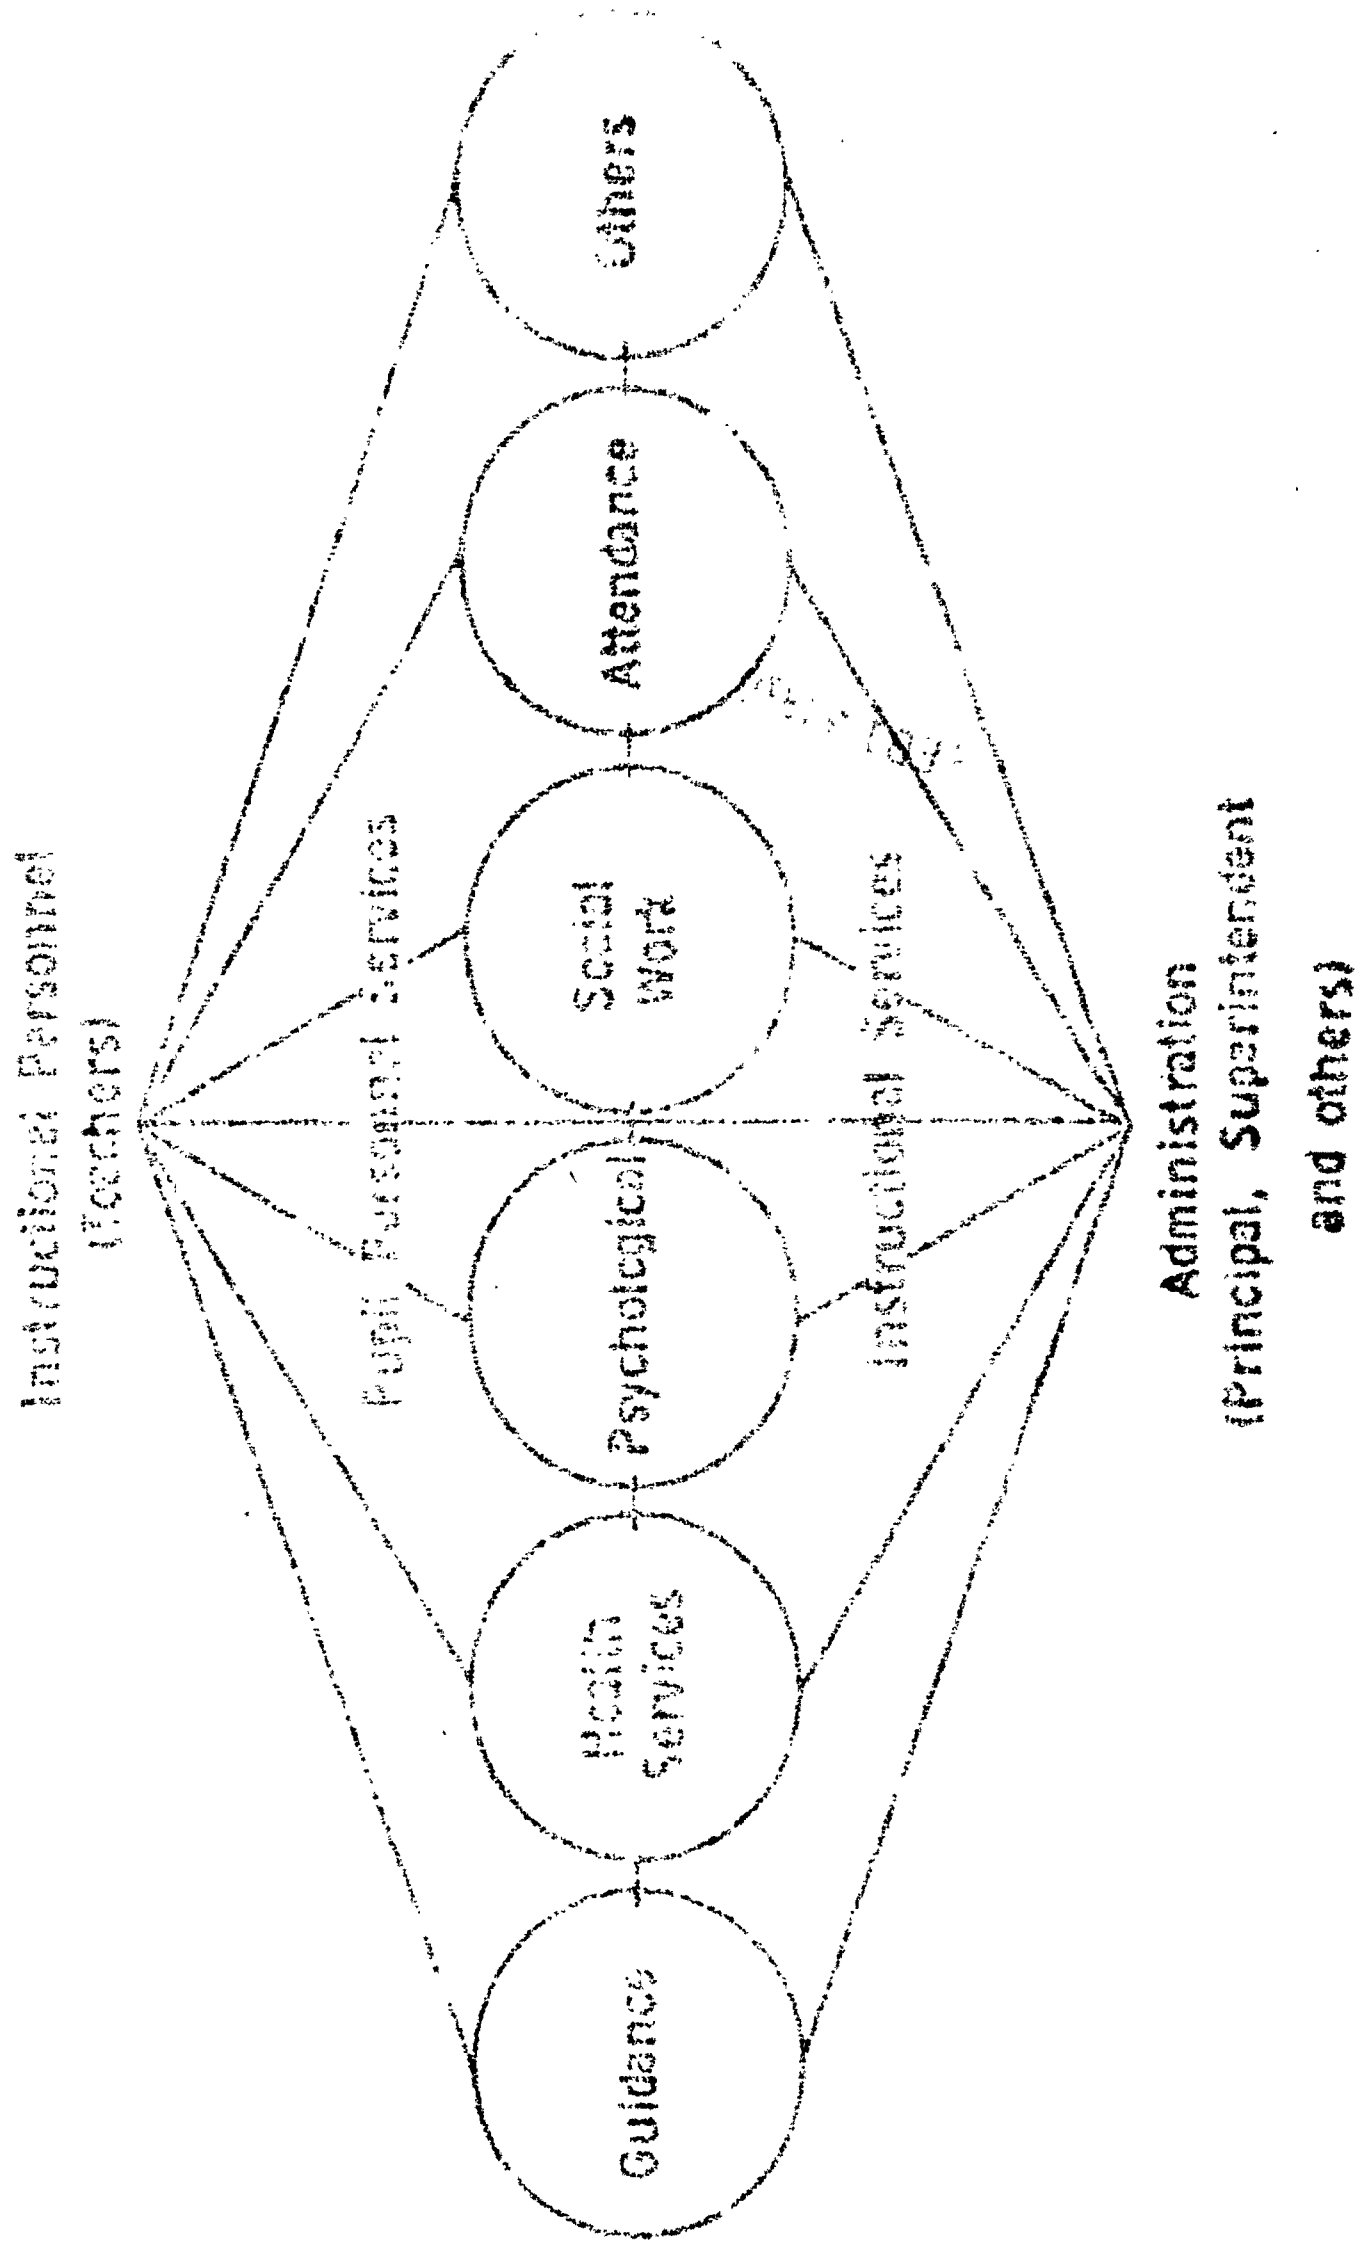 Instructional Personnel
(Teachers)
Pupil Personnel Services
Guidance
Health
Services
Psychological
Social
Work
Attendance
Others
Instructional Services
Administration
(Principal, Superintendent
and others)